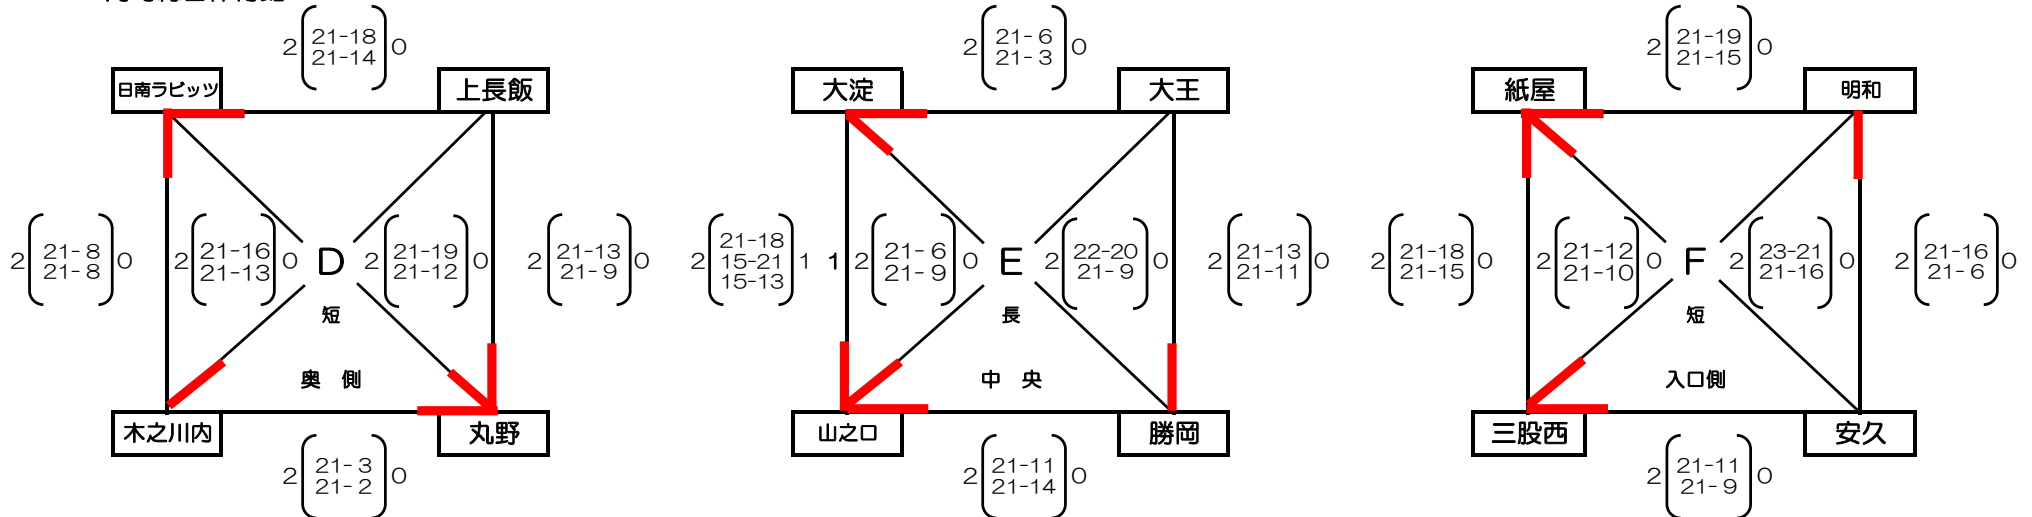 2 21-18 0
21-14
日南ラビッツ 上長飯
2 21- 8 0
21- 8
2 21-16 0
21-13
D
2 21-19 0
21-12
2 21-13 0
21- 9
短
奥 側
木之川内 丸野
2 21- 3 0
21- 2
2 21- 6 0
21- 3
大淀 大王
2 21-18 1
15-21
15-13
1
2 21- 6 0
21- 9
E
2 22-20 0
21- 9
2 21-13 0
21-11
長
中 央
山之口 勝岡
2 21-11 0
21-14
2 21-19 0
21-15
紙屋 明和
2 21-18 0
21-15
2 21-12 0
21-10
F
2 23-21 0
21-16
2 21-16 0
21- 6
短
入口側
三股西 安久
2 21-11 0
21- 9